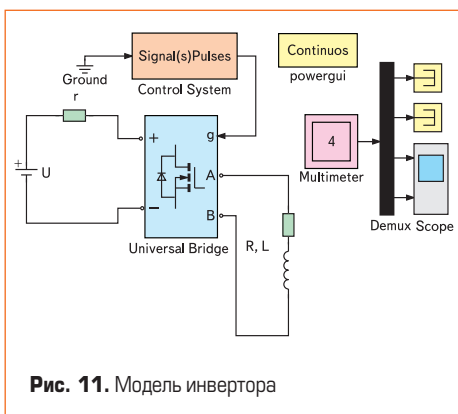 Continuos
powergui
Signal(s)Pulses
Control System
Ground
r
+
g
+
U
A
4
Multimeter
−
B
Universal Bridge
R, L
Demux Scope
Рис. 11. Модель инвертора